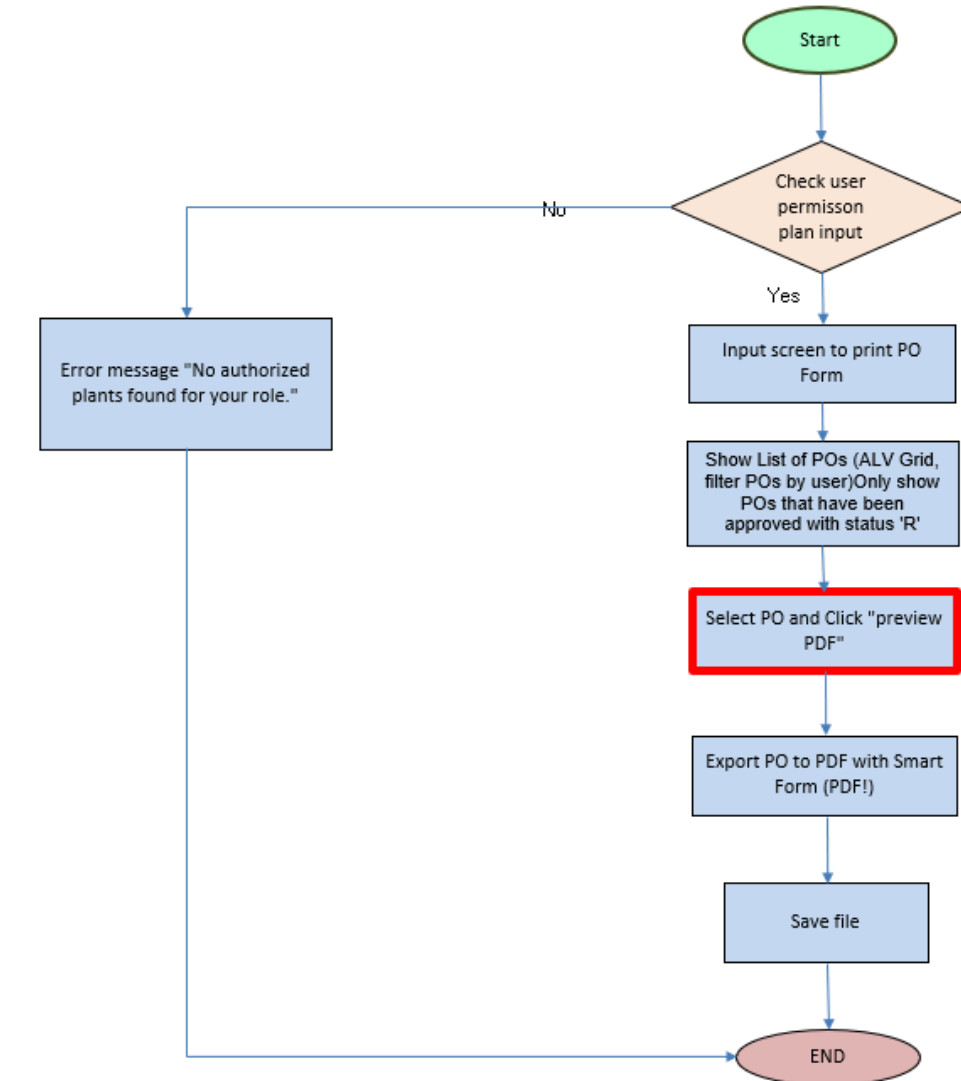 Start
Check user
permisson
plan input
No
Yes
Error message "No authorized
plants found for your role."
Input screen to print PO
Form
Show List of POs (ALV Grid,
filter POs by user)Only show
POs that have been
approved with status 'R'
Select PO and Click "preview
PDF"
Export PO to PDF with Smart
Form (PDF!)
Save file
END